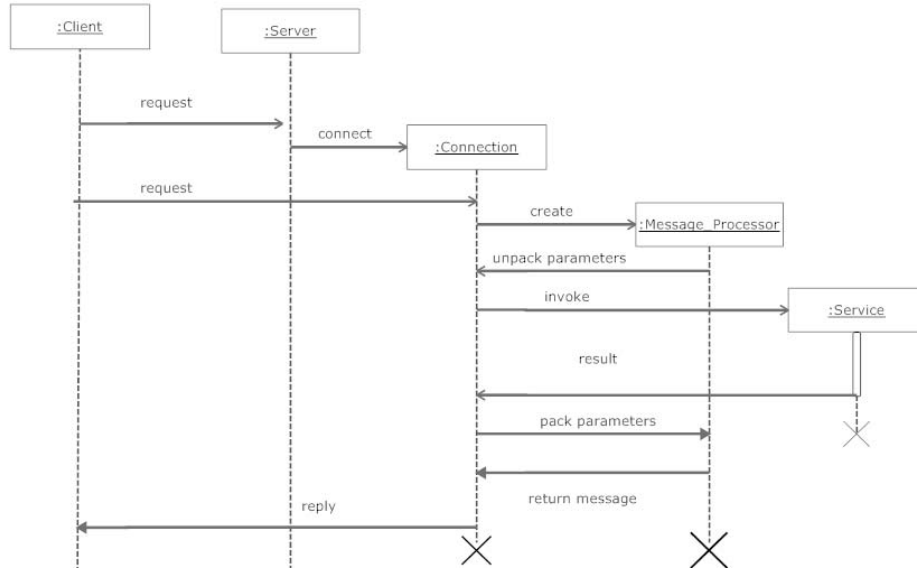 :Client
:Server
request
connect
:Connection
request
create
:Message_Processor
unpack parameters
invoke
:Service
result
pack parameters
return message
reply